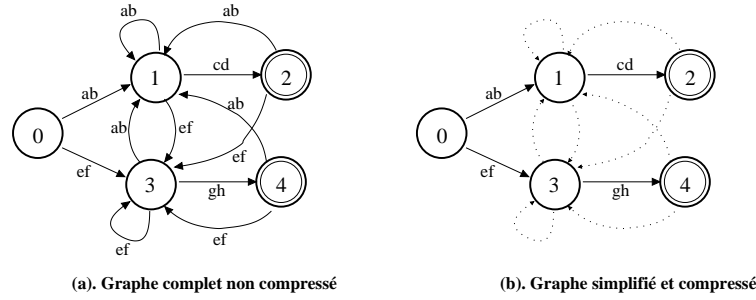 ab
ab
1
cd
2
ab
ab
0
ab
ef
ef
ef
3
gh
4
ef
ef
(a). Graphe complet non compressé
1
cd
2
ab
0
ef
3
gh
4
(b). Graphe simplifié et compressé